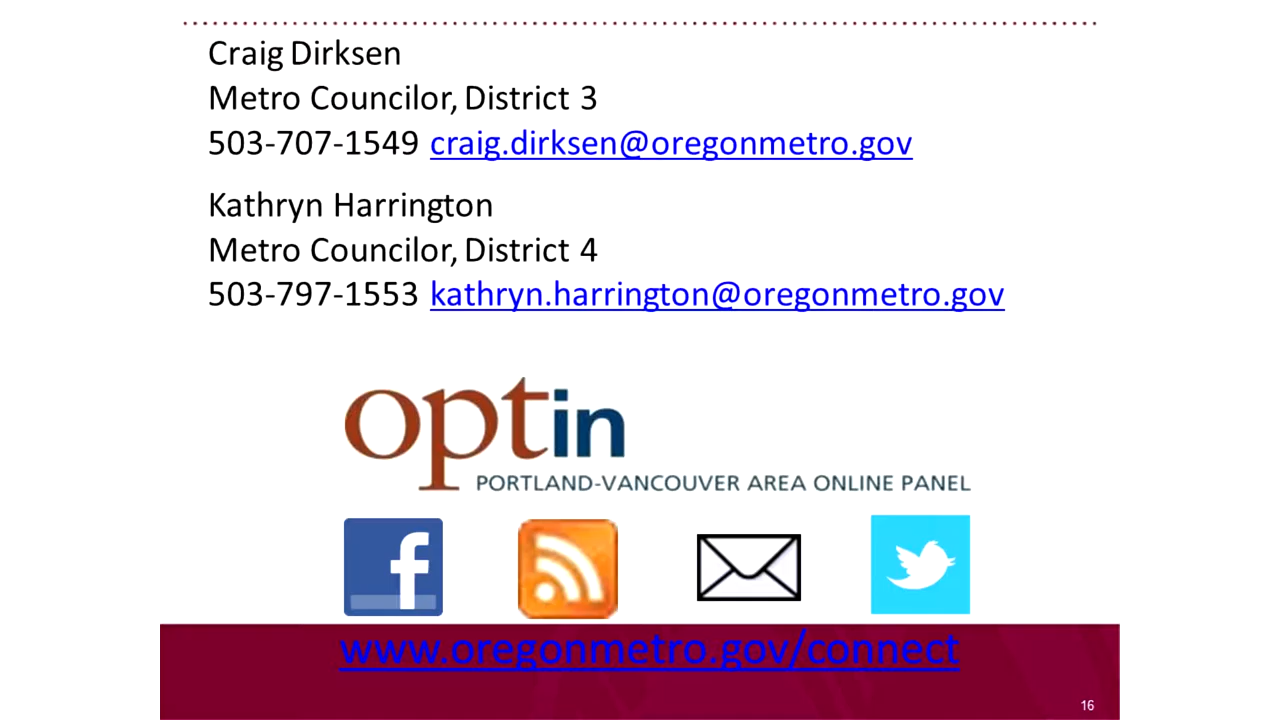 Craig Dirksen
Metro Councilor, District 3
503-707-1549 craig.dirksen@oregonmetro.gov
Kathryn Harrington
Metro Councilor, District 4
503-797-1553 kathryn.harrington@oregonmetro.gov
optin
PORTLAND-VANCOUVER AREA ONLINE PANEL
f
www.oregonmetro.gov/connect
16